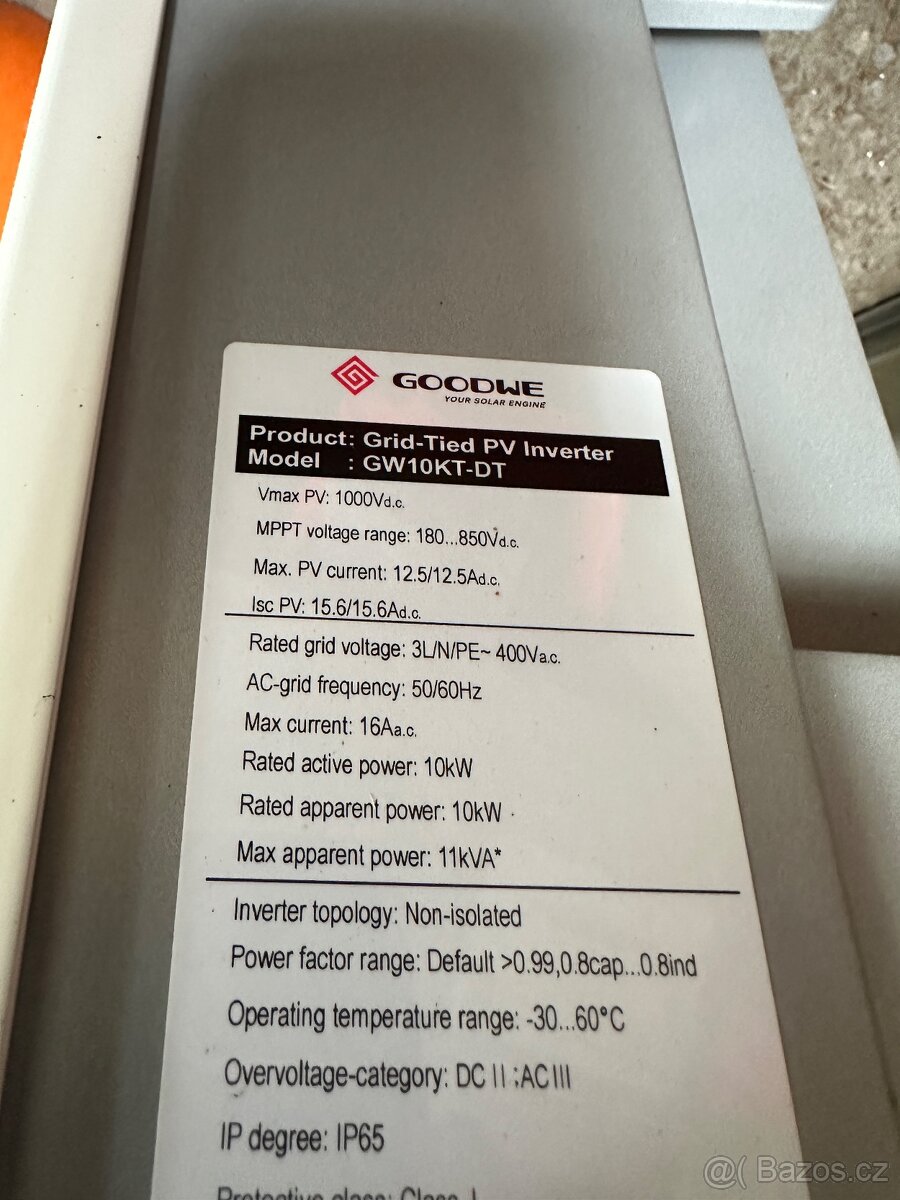 GOODWE
YOUR SOLAR ENGINE
Product: Grid-Tied PV Inverter
Model : GW10KT-DT
Vmax PV: 1000Vd.c.
MPPT voltage range: 180...850Vd.c.
Max. PV current: 12.5/12.5Ad.c.
Isc PV: 15.6/15.6Ad.c.
Rated grid voltage: 3L/N/PE~ 400Va.c.
AC-grid frequency: 50/60Hz
Max current: 16Aa.c.
Rated active power: 10kW
Rated apparent power: 10kW
Max apparent power: 11kVA*
Inverter topology: Non-isolated
Power factor range: Default >0.99,0.8cap...0.8ind
Operating temperature range: -30...60°C
Overvoltage-category: DC II ;AC III
IP degree: IP65
Protective class: Class I
@( Bazos.cz